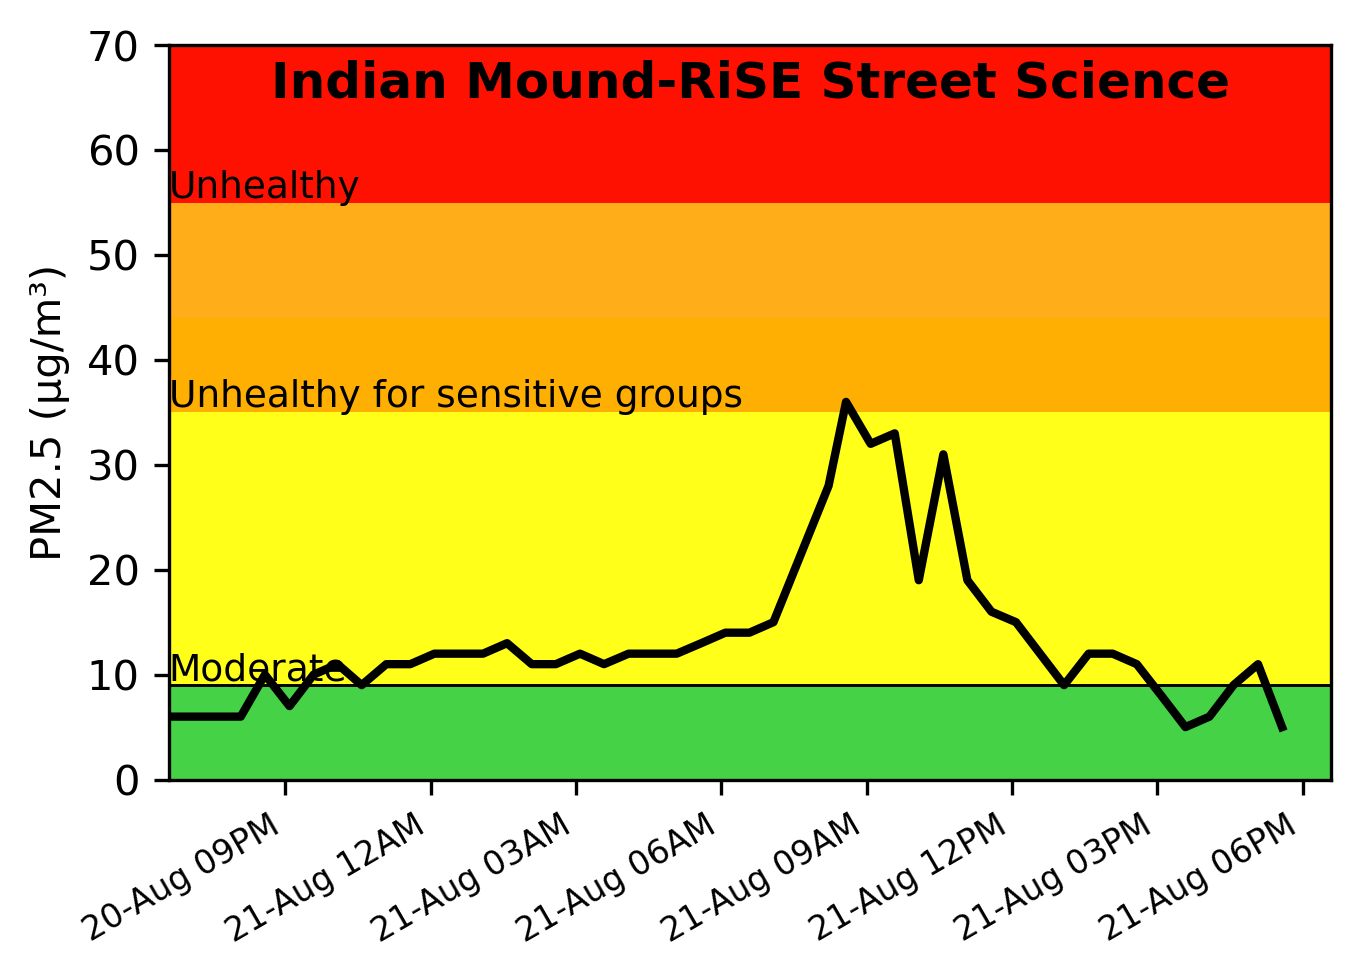 Indian Mound-RiSE Street Science
70
60
50
40
30
20
10
0
PM2.5 (µg/m³)
Unhealthy
Unhealthy for sensitive groups
Moderate
20-Aug 09PM
21-Aug 12AM
21-Aug 03AM
21-Aug 06AM
21-Aug 09AM
21-Aug 12PM
21-Aug 03PM
21-Aug 06PM